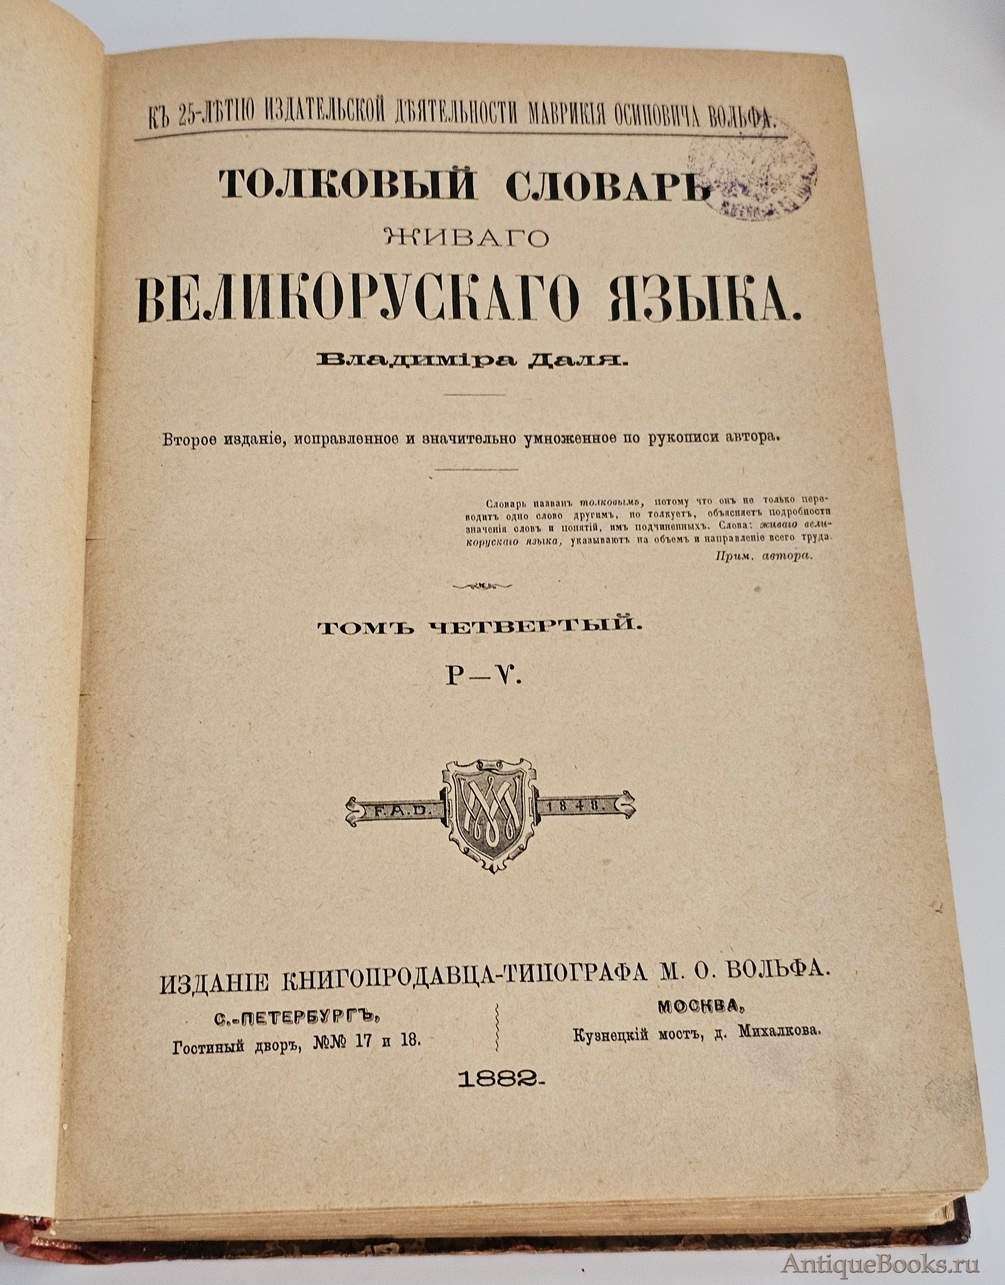 КЪ 25-ЛѢТІЮ ИЗДАТЕЛЬСКОЙ ДѢЯТЕЛЬНОСТИ МАВРИКІЯ ОСИПОВИЧА ВОЛЬФА.
ТОЛКОВЫЙ СЛОВАРЬ
ЖИВАГО
ВЕЛИКОРУСКАГО ЯЗЫКА.
Владиміра Даля.
Второе изданіе, исправленное и значительно умноженное по рукописи автора.
Словарь названъ толковымъ, потому что онъ не только пере-
водитъ одно слово другимъ, но толкуетъ, объясняетъ подробности
значенія словъ и понятій, имъ подчиненныхъ. Слова: живаго вели-
корускаго языка, указываютъ на объемъ и направленіе всего труда.
Прим. автора.
ТОМЪ ЧЕТВЕРТЫЙ.
Р—Ѵ.
F.A.D. 1848.
ИЗДАНІЕ КНИГОПРОДАВЦА-ТИПОГРАФА М. О. ВОЛЬФА.
С.-ПЕТЕРБУРГЪ,
Гостиный дворъ, №№ 17 и 18.
МОСКВА,
Кузнецкій мостъ, д. Михалкова.
1882.
AntiqueBooks.ru